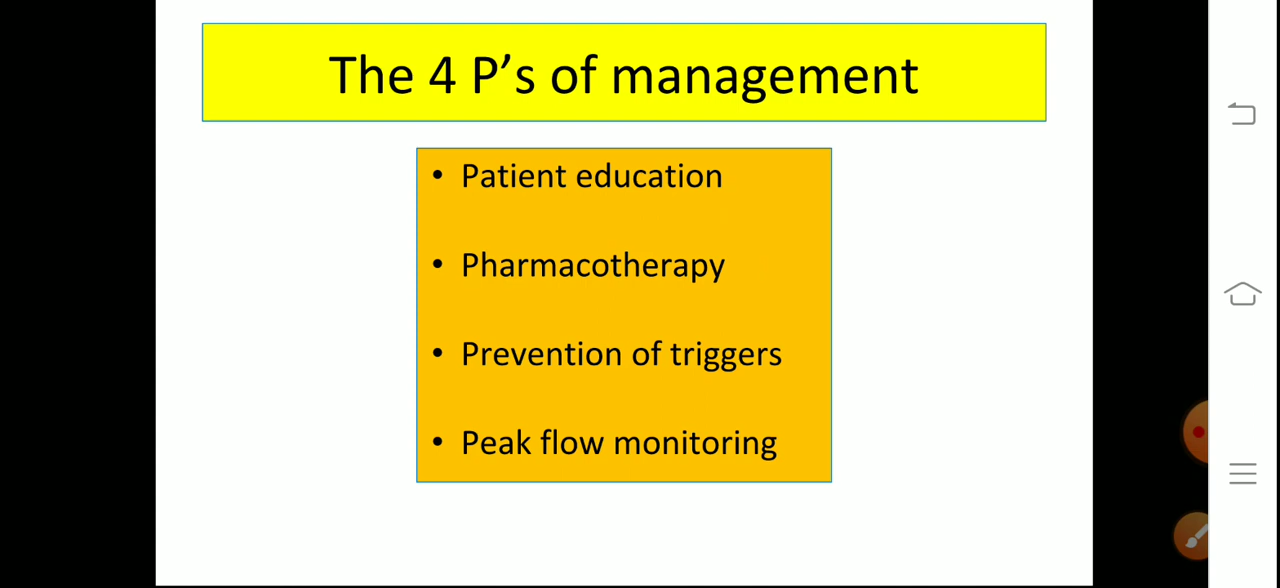 The 4 P’s of management
• Patient education
• Pharmacotherapy
• Prevention of triggers
• Peak flow monitoring